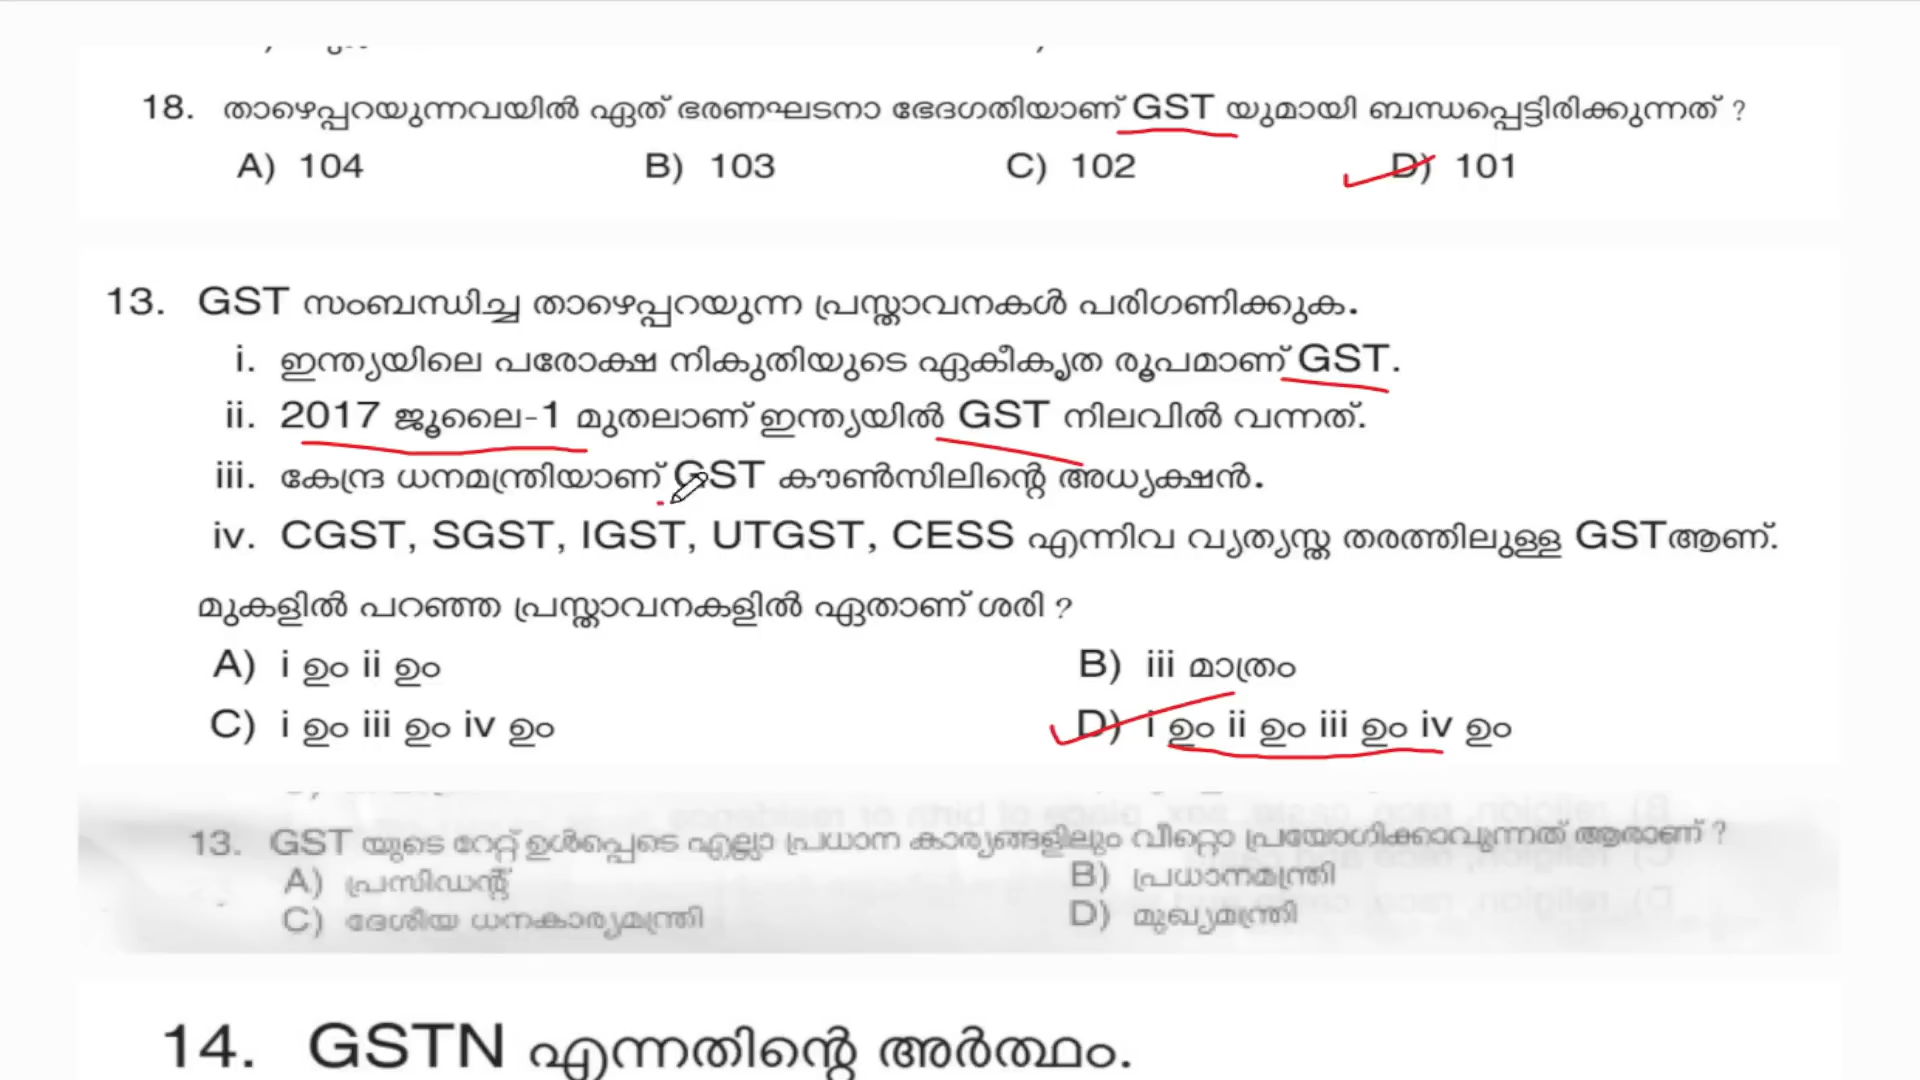 18. താഴെപ്പറയുന്നവയിൽ ഏത് ഭരണഘടനാ ഭേദഗതിയാണ് GST യുമായി ബന്ധപ്പെട്ടിരിക്കുന്നത് ?
A) 104 B) 103 C) 102 D) 101
13. GST സംബന്ധിച്ച താഴെപ്പറയുന്ന പ്രസ്താവനകൾ പരിഗണിക്കുക.
i. ഇന്ത്യയിലെ പരോക്ഷ നികുതിയുടെ ഏകീകൃത രൂപമാണ് GST.
ii. 2017 ജൂലൈ-1 മുതലാണ് ഇന്ത്യയിൽ GST നിലവിൽ വന്നത്.
iii. കേന്ദ്ര ധനമന്ത്രിയാണ് GST കൗൺസിലിന്റെ അധ്യക്ഷൻ.
iv. CGST, SGST, IGST, UTGST, CESS എന്നിവ വ്യത്യസ്ത തരത്തിലുള്ള GSTആണ്.
മുകളിൽ പറഞ്ഞ പ്രസ്താവനകളിൽ ഏതാണ് ശരി ?
A) i ഉം ii ഉം B) iii മാത്രം
C) i ഉം iii ഉം iv ഉം D) i ഉം ii ഉം iii ഉം iv ഉം
13. GST യുടെ റേറ്റ് ഉൾപ്പെടെ എല്ലാ പ്രധാന കാര്യങ്ങളിലും വീറ്റൊ പ്രയോഗിക്കാവുന്നത് ആരാണ് ?
A) പ്രസിഡന്റ് B) പ്രധാനമന്ത്രി
C) ദേശീയ ധനകാര്യമന്ത്രി D) മുഖ്യമന്ത്രി
14. GSTN എന്നതിന്റെ അർത്ഥം.